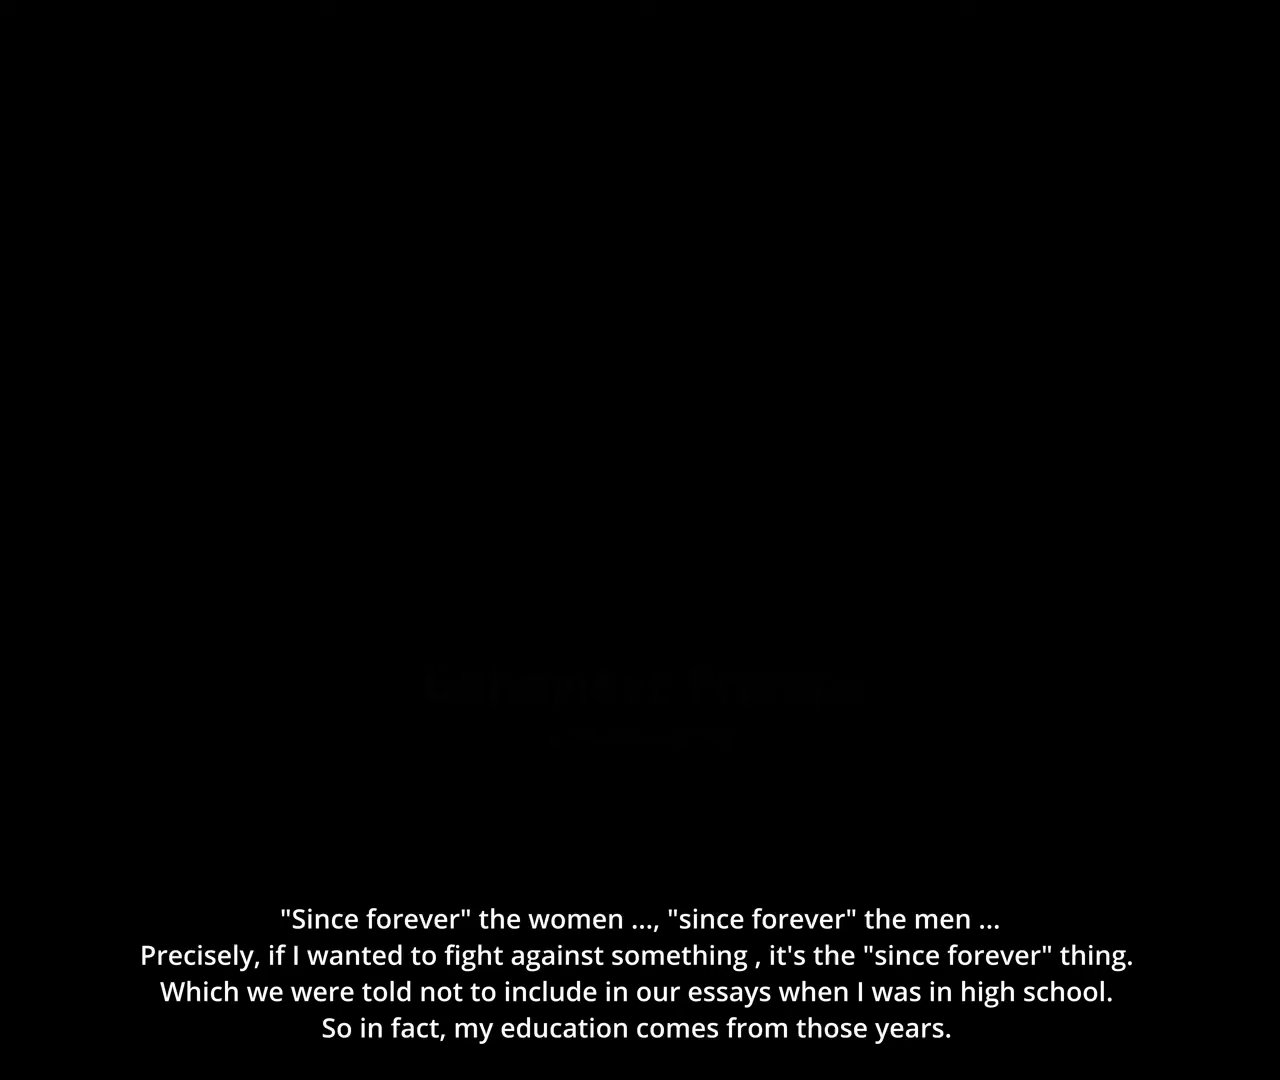 "Since forever" the women ..., "since forever" the men ...
Precisely, if I wanted to fight against something , it's the "since forever" thing.
Which we were told not to include in our essays when I was in high school.
So in fact, my education comes from those years.